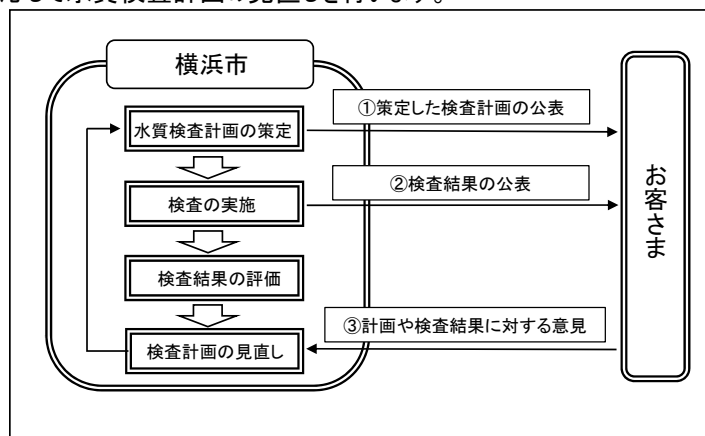 応じて水質検査計画の見直しを行います。
横浜市
①策定した検査計画の公表
水質検査計画の策定
②検査結果の公表
検査の実施
お客さま
検査結果の評価
③計画や検査結果に対する意見
検査計画の見直し